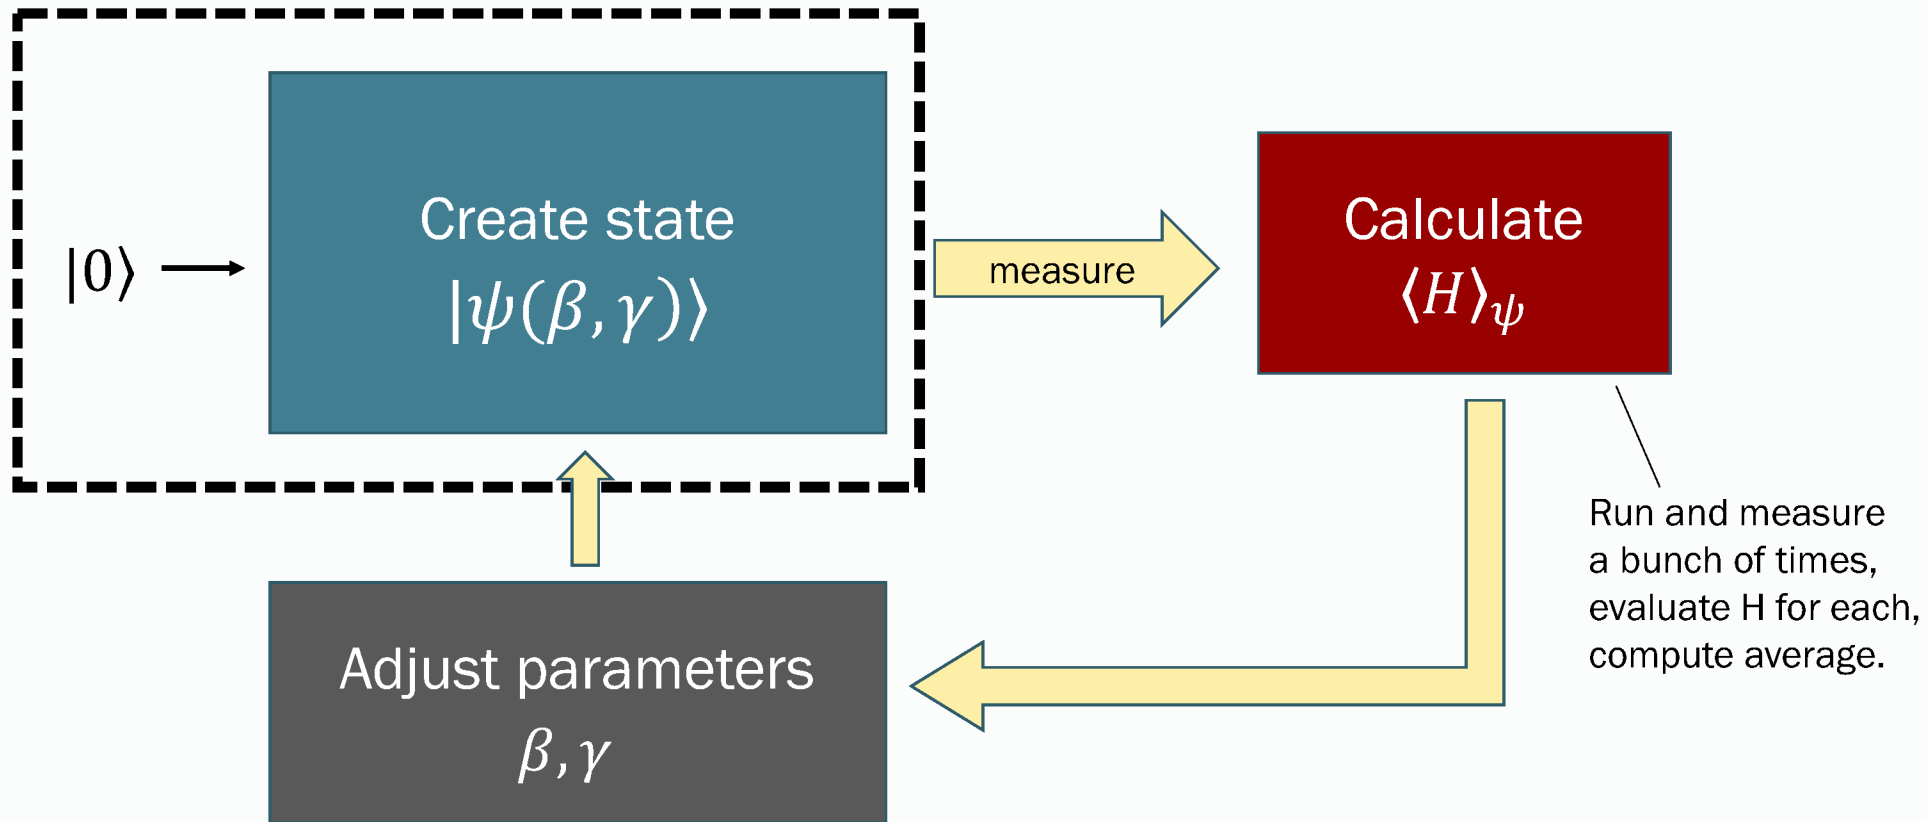 |0⟩
Create state
|ψ(β, γ)⟩
measure
Calculate
⟨H⟩ψ
Run and measure
a bunch of times,
evaluate H for each,
compute average.
Adjust parameters
β, γ